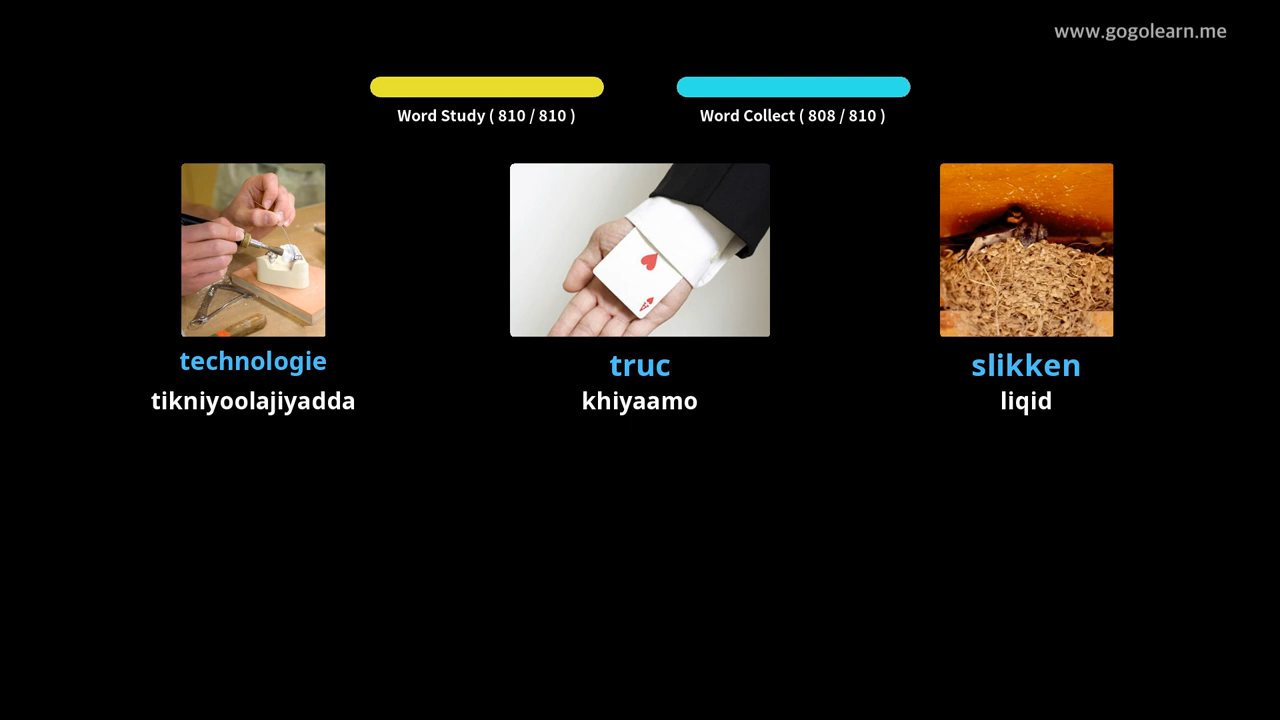 www.gogolearn.me
Word Study ( 810 / 810 )
Word Collect ( 808 / 810 )
technologie
tikniyoolajiyadda
truc
khiyaamo
slikken
liqid